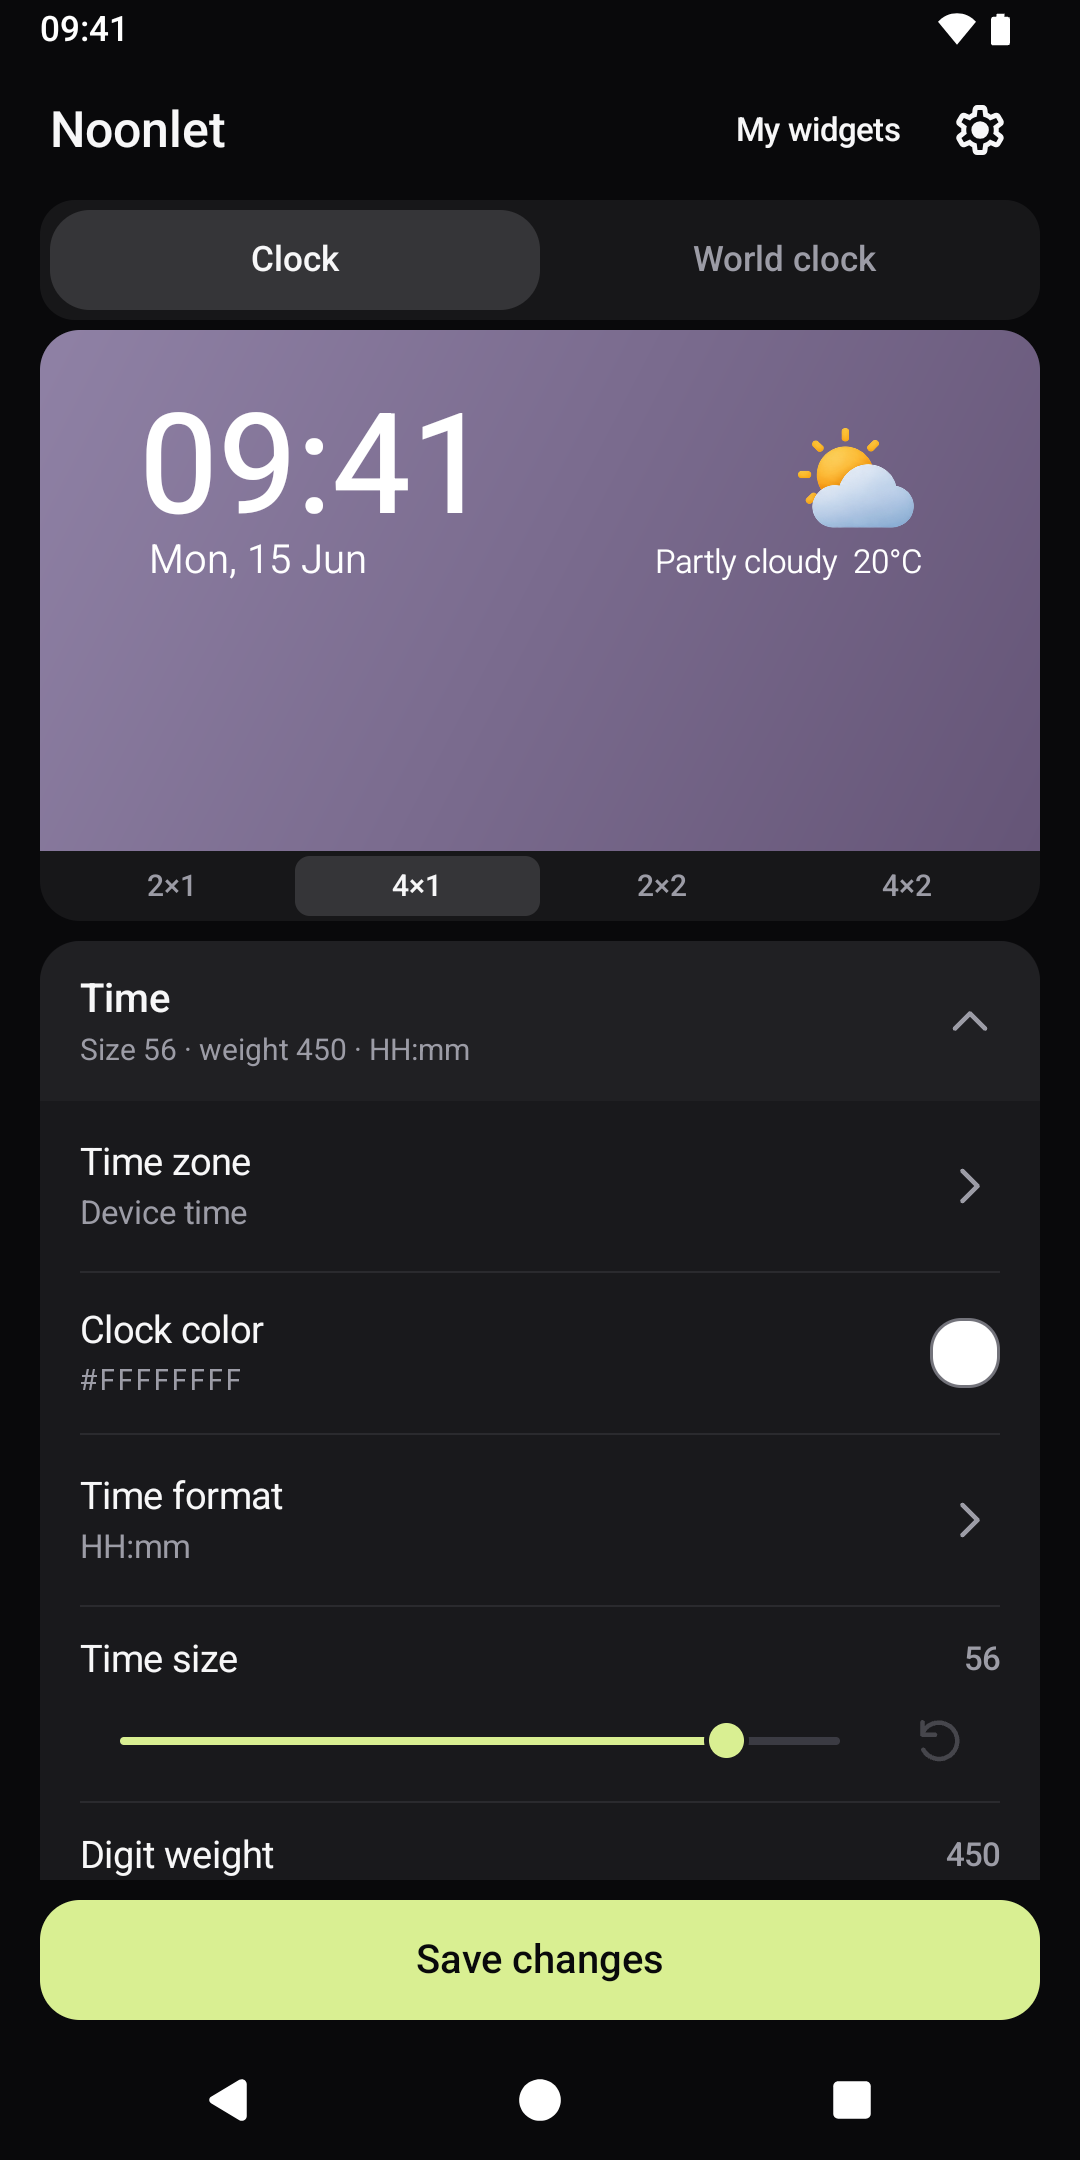 09:41
Noonlet
My widgets
Clock
World clock
09:41
Mon, 15 Jun
Partly cloudy 20°C
2×1
4×1
2×2
4×2
Time
Size 56 · weight 450 · HH:mm
Time zone
Device time
Clock color
#FFFFFFFF
Time format
HH:mm
Time size
56
Digit weight
450
Save changes